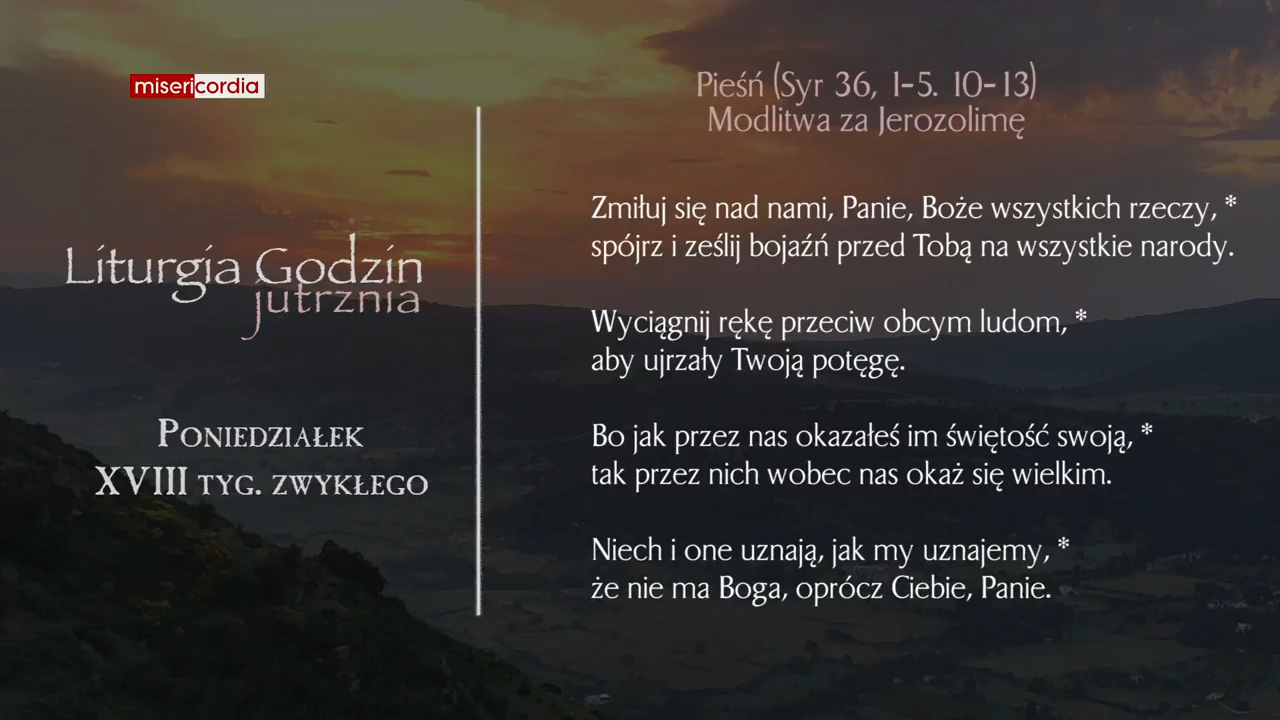 misericordia
Liturgia Godzin
jutrznia
Poniedziałek
XVIII tyg. zwykłego
Pieśń (Syr 36, 1-5. 10-13)
Modlitwa za Jerozolimę
Zmiłuj się nad nami, Panie, Boże wszystkich rzeczy, *
spójrz i ześlij bojaźń przed Tobą na wszystkie narody.
Wyciągnij rękę przeciw obcym ludom, *
aby ujrzały Twoją potęgę.
Bo jak przez nas okazałeś im świętość swoją, *
tak przez nich wobec nas okaż się wielkim.
Niech i one uznają, jak my uznajemy, *
że nie ma Boga, oprócz Ciebie, Panie.